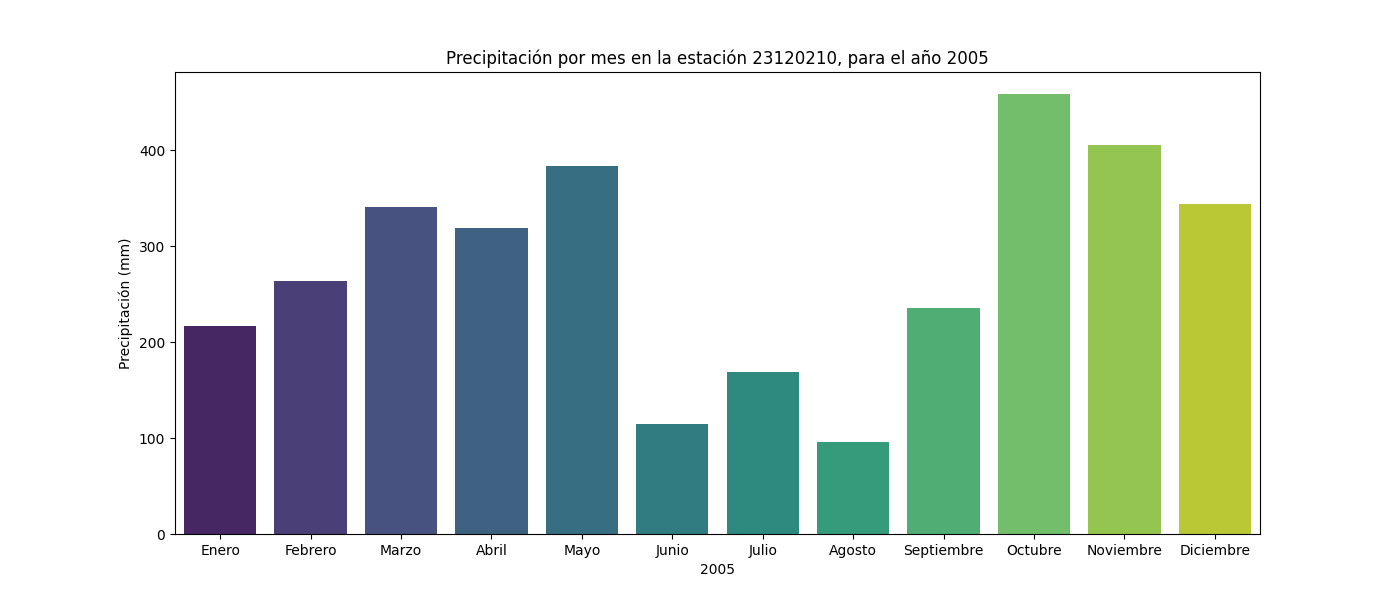 Precipitación por mes en la estación 23120210, para el año 2005
Precipitación (mm)
400
300
200
100
0
Enero Febrero Marzo Abril Mayo Junio Julio Agosto Septiembre Octubre Noviembre Diciembre
2005